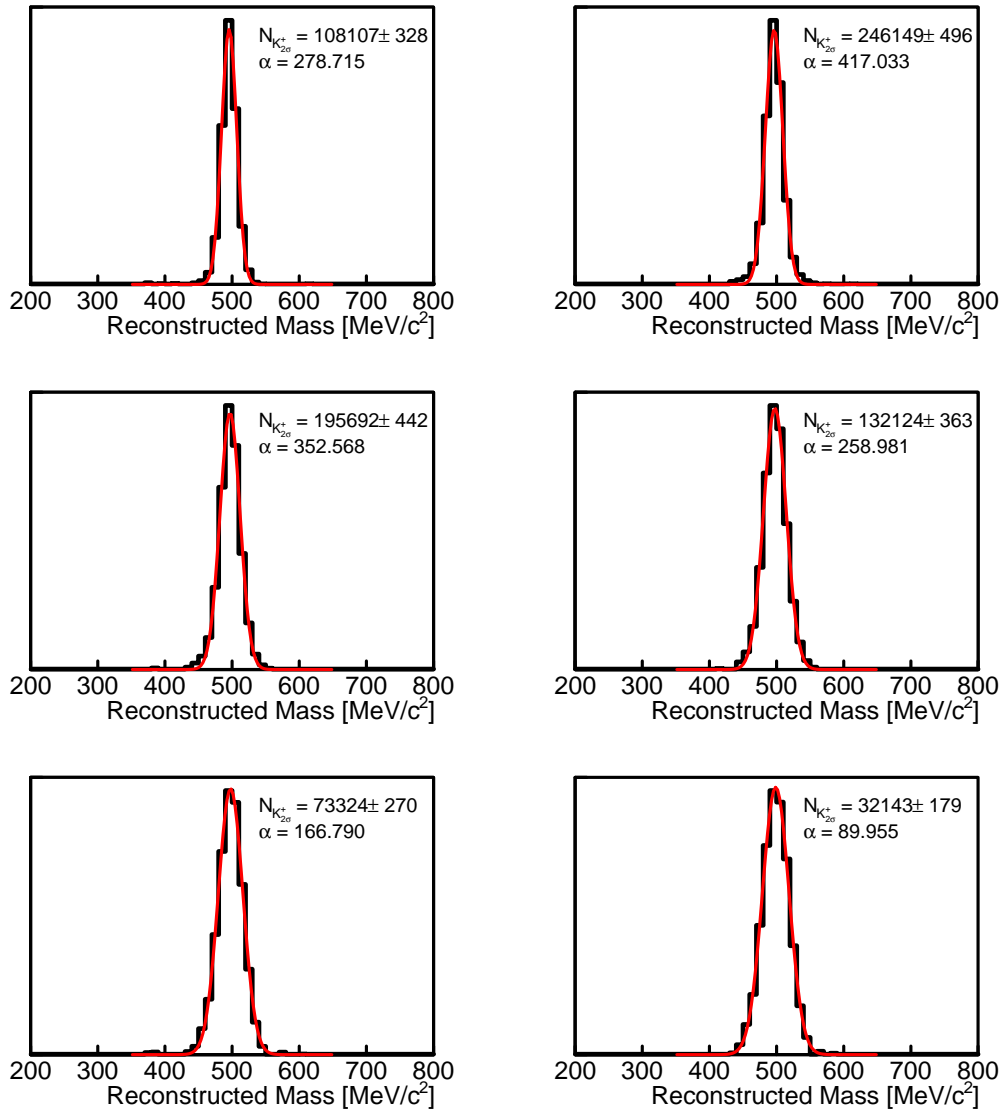 N_{K^+_{2σ}} = 108107± 328
α = 278.715
200 300 400 500 600 700 800
Reconstructed Mass [MeV/c²]
N_{K^+_{2σ}} = 246149± 496
α = 417.033
200 300 400 500 600 700 800
Reconstructed Mass [MeV/c²]
N_{K^+_{2σ}} = 195692± 442
α = 352.568
200 300 400 500 600 700 800
Reconstructed Mass [MeV/c²]
N_{K^+_{2σ}} = 132124± 363
α = 258.981
200 300 400 500 600 700 800
Reconstructed Mass [MeV/c²]
N_{K^+_{2σ}} = 73324± 270
α = 166.790
200 300 400 500 600 700 800
Reconstructed Mass [MeV/c²]
N_{K^+_{2σ}} = 32143± 179
α = 89.955
200 300 400 500 600 700 800
Reconstructed Mass [MeV/c²]